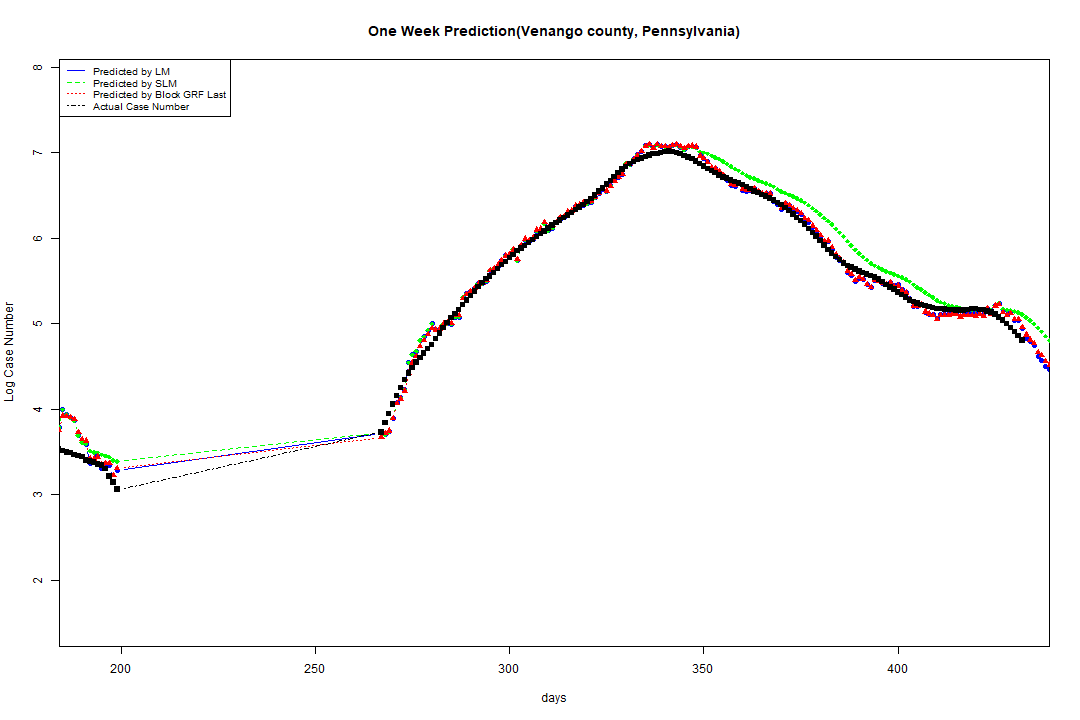 One Week Prediction(Venango county, Pennsylvania)
Predicted by LM
Predicted by SLM
Predicted by Block GRF Last
Actual Case Number
8
7
6
5
4
3
2
Log Case Number
200 250 300 350 400
days